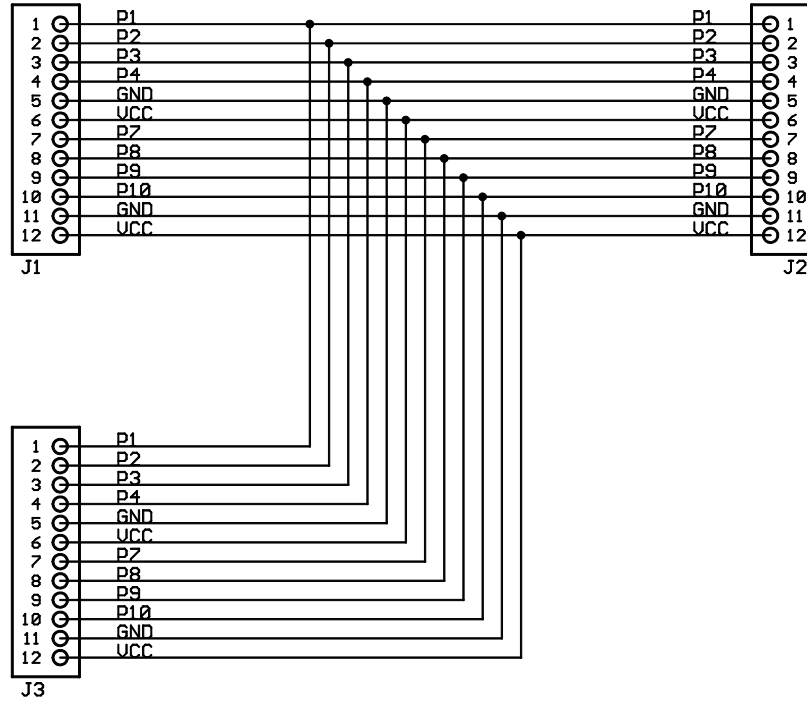 1 P1 P1 1
2 P2 P2 2
3 P3 P3 3
4 P4 P4 4
5 GND GND 5
6 VCC VCC 6
7 P7 P7 7
8 P8 P8 8
9 P9 P9 9
10 P10 P10 10
11 GND GND 11
12 VCC VCC 12
J1 J2
1 P1
2 P2
3 P3
4 P4
5 GND
6 VCC
7 P7
8 P8
9 P9
10 P10
11 GND
12 VCC
J3